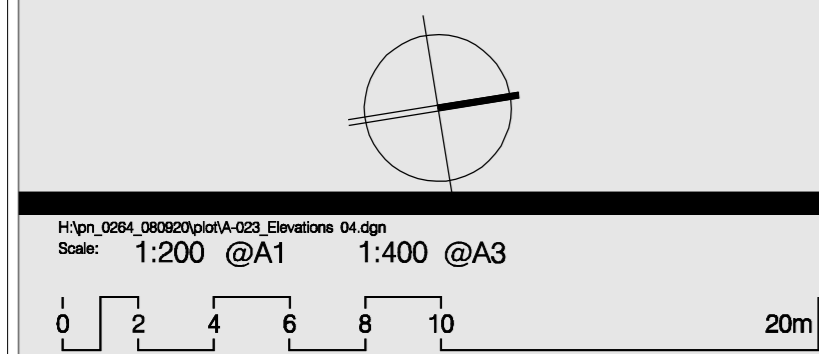 H:\pn_0264_080920\plot\A-023_Elevations 04.dgn
Scale: 1:200 @A1 1:400 @A3
0 2 4 6 8 10 20m